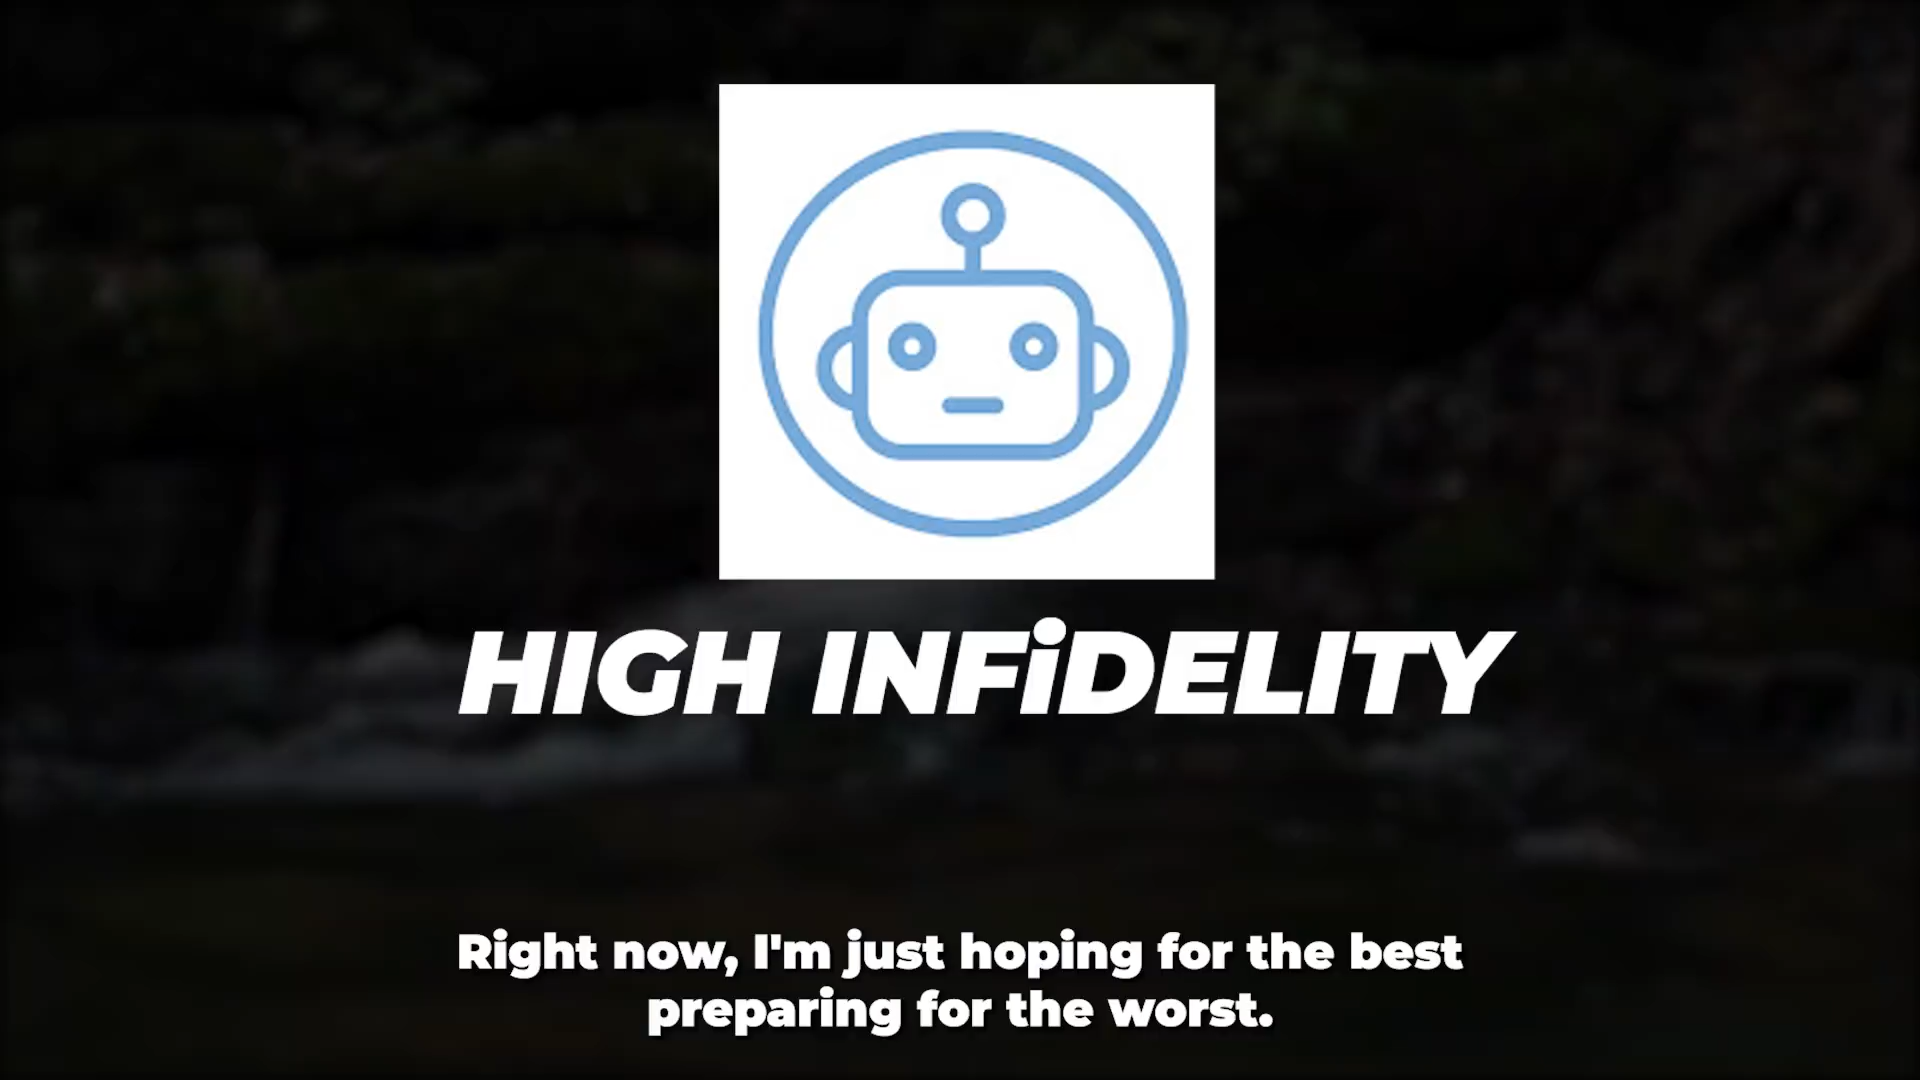 HIGH INFiDELITY
Right now, I'm just hoping for the best
preparing for the worst.